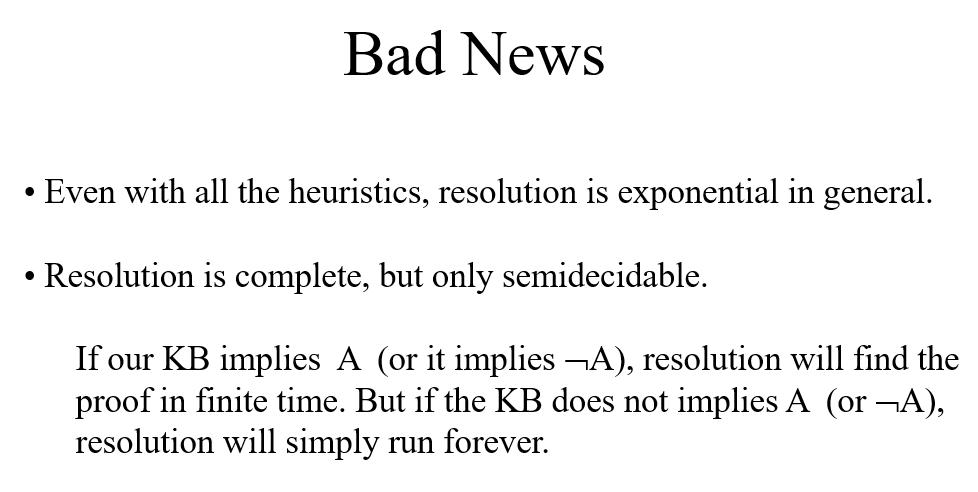 Bad News
• Even with all the heuristics, resolution is exponential in general.
• Resolution is complete, but only semidecidable.
If our KB implies A (or it implies ¬A), resolution will find the
proof in finite time. But if the KB does not implies A (or ¬A),
resolution will simply run forever.